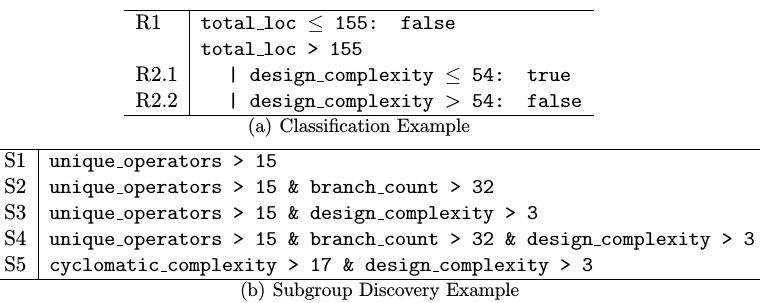 R1 total_loc ≤ 155: false
total_loc > 155
R2.1 | design_complexity ≤ 54: true
R2.2 | design_complexity > 54: false
(a) Classification Example
S1 unique_operators > 15
S2 unique_operators > 15 & branch_count > 32
S3 unique_operators > 15 & design_complexity > 3
S4 unique_operators > 15 & branch_count > 32 & design_complexity > 3
S5 cyclomatic_complexity > 17 & design_complexity > 3
(b) Subgroup Discovery Example